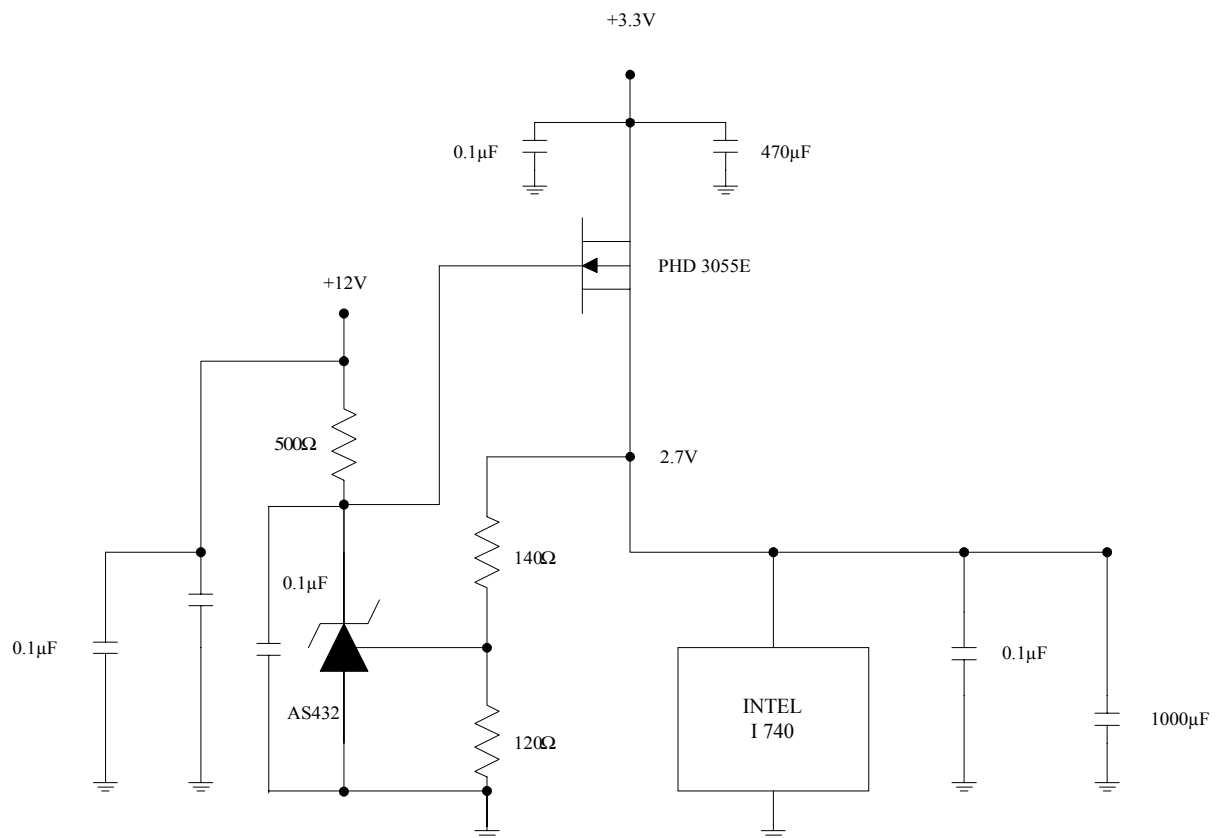 +3.3V
0.1µF
470µF
PHD 3055E
+12V
500Ω
2.7V
140Ω
0.1µF
0.1µF
0.1µF
AS432
INTEL
I 740
120Ω
1000µF